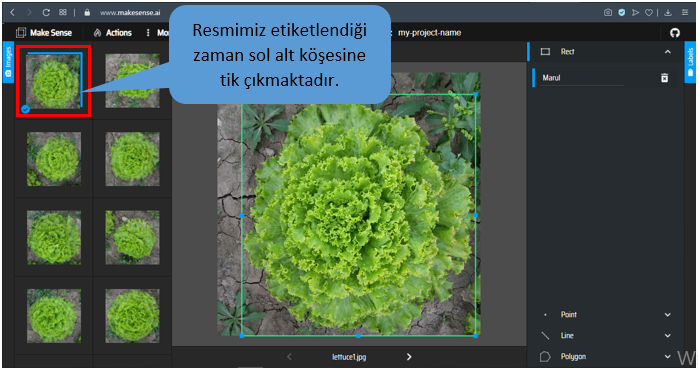 www.makesense.ai
Make Sense
Actions
Mo
my-project-name
Resmimiz etiketlendiği
zaman sol alt köşesine
tik çıkmaktadır.
Images
Labels
Rect
Marul
Point
Line
Polygon
lettuce1.jpg
W